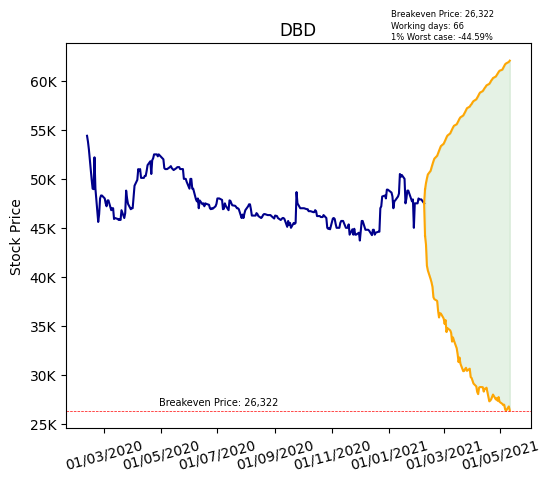 Breakeven Price: 26,322
Working days: 66
1% Worst case: -44.59%
DBD
Stock Price
60K
55K
50K
45K
40K
35K
30K
25K
Breakeven Price: 26,322
01/03/2020
01/05/2020
01/07/2020
01/09/2020
01/11/2020
01/01/2021
01/03/2021
01/05/2021